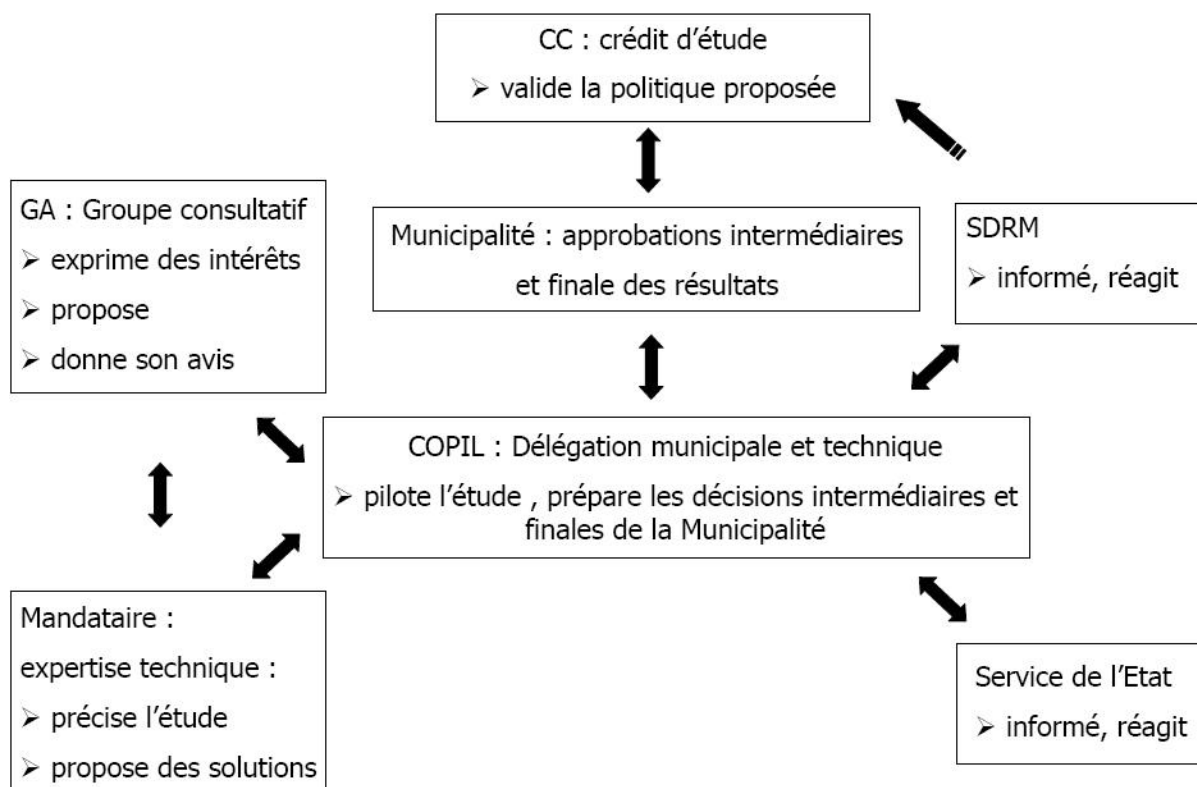 CC : crédit d’étude
➢ valide la politique proposée
GA : Groupe consultatif
➢ exprime des intérêts
➢ propose
➢ donne son avis
Municipalité : approbations intermédiaires
et finale des résultats
SDRM
➢ informé, réagit
COPIL : Délégation municipale et technique
➢ pilote l’étude , prépare les décisions intermédiaires et
finales de la Municipalité
Mandataire :
expertise technique :
➢ précise l’étude
➢ propose des solutions
Service de l’Etat
➢ informé, réagit